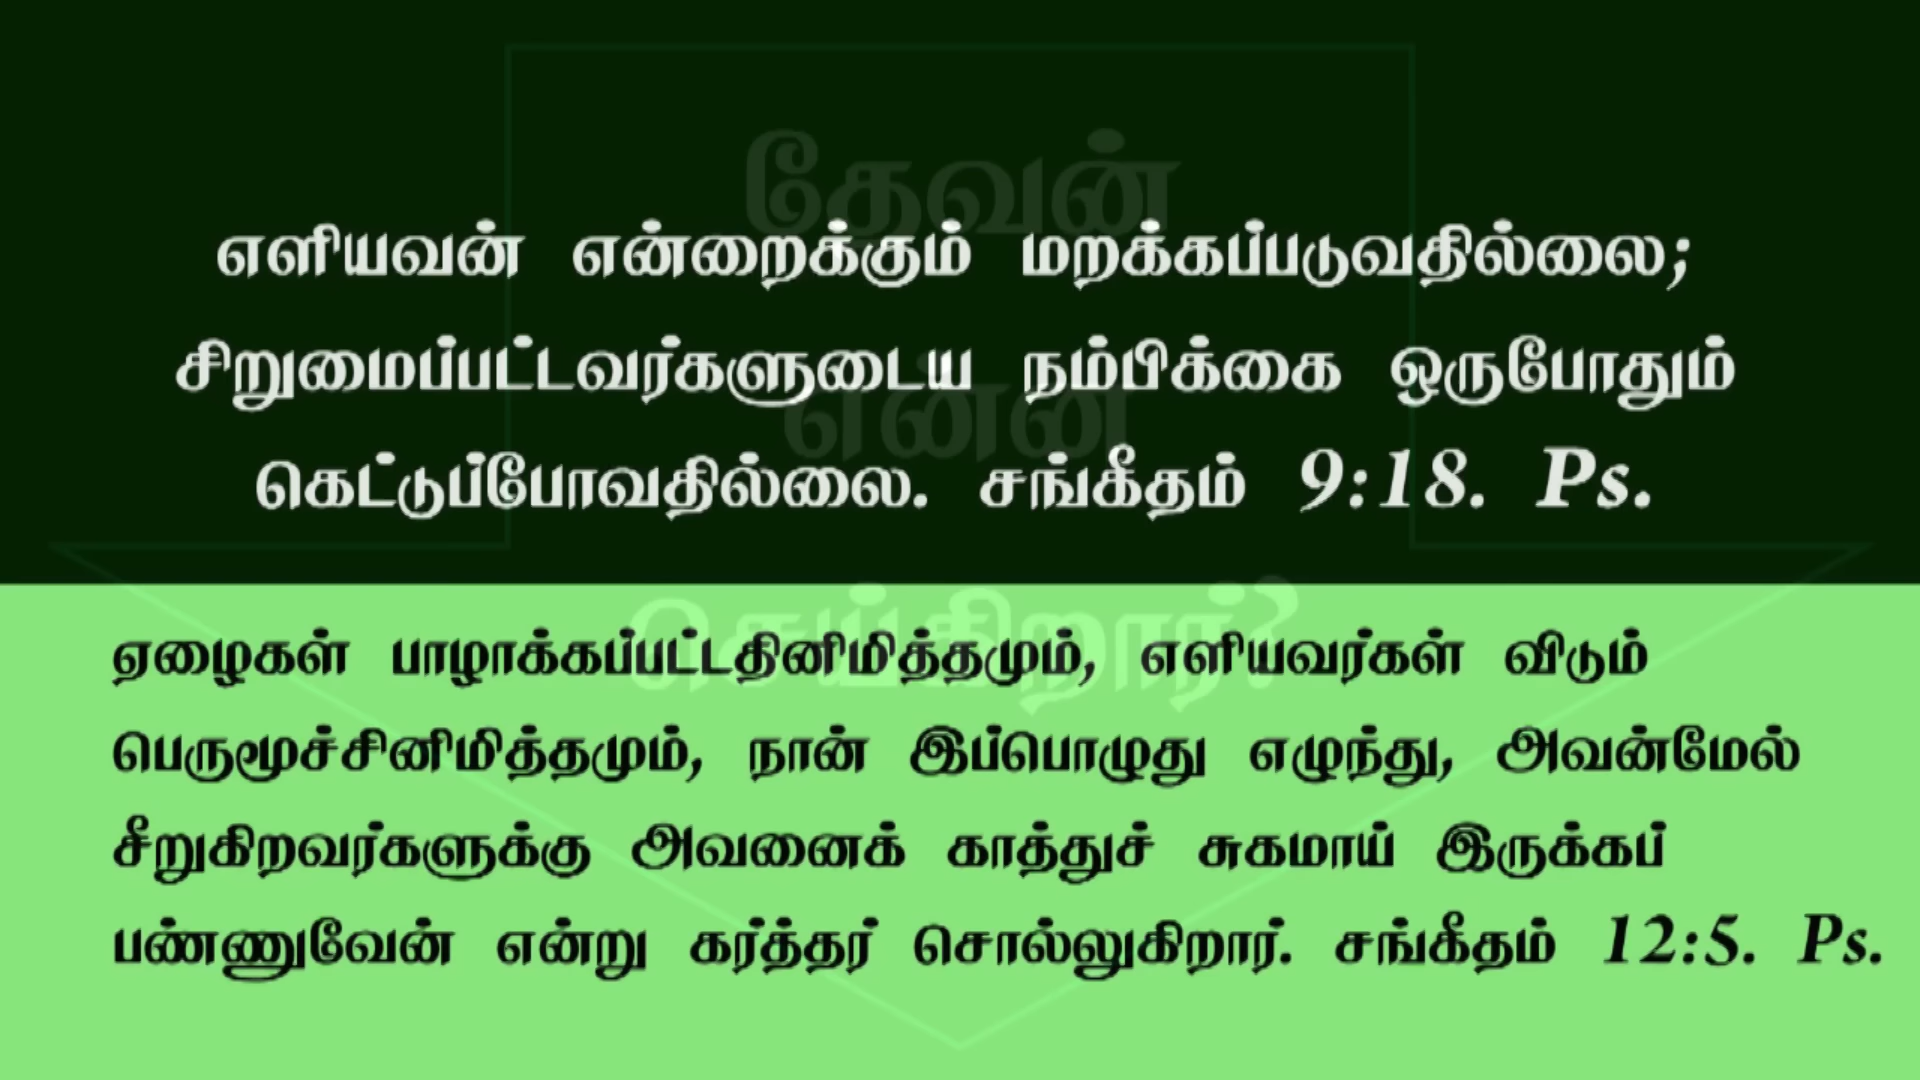 எளியவன் என்றைக்கும் மறக்கப்படுவதில்லை;
சிறுமைப்பட்டவர்களுடைய நம்பிக்கை ஒருபோதும்
கெட்டுப்போவதில்லை. சங்கீதம் 9:18. Ps.
ஏழைகள் பாழாக்கப்பட்டதினிமித்தமும், எளியவர்கள் விடும்
பெருமூச்சினிமித்தமும், நான் இப்பொழுது எழுந்து, அவன்மேல்
சீறுகிறவர்களுக்கு அவனைக் காத்துச் சுகமாய் இருக்கப்
பண்ணுவேன் என்று கர்த்தர் சொல்லுகிறார். சங்கீதம் 12:5. Ps.
தேவன்
என்ன
செய்கிறார்?